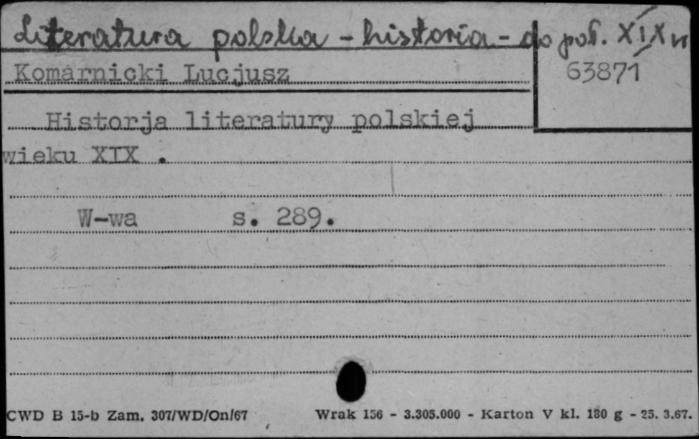 Literatura polska - historia - do poł. XIX w
63871
Komarnicki Lucjusz
Historja literatury polskiej
wieku XIX .
W-wa s. 289.
CWD B 15-b Zam. 307/WD/On/67 Wrak 156 - 3.305.000 - Karton V kl. 180 g - 25. 3.67.